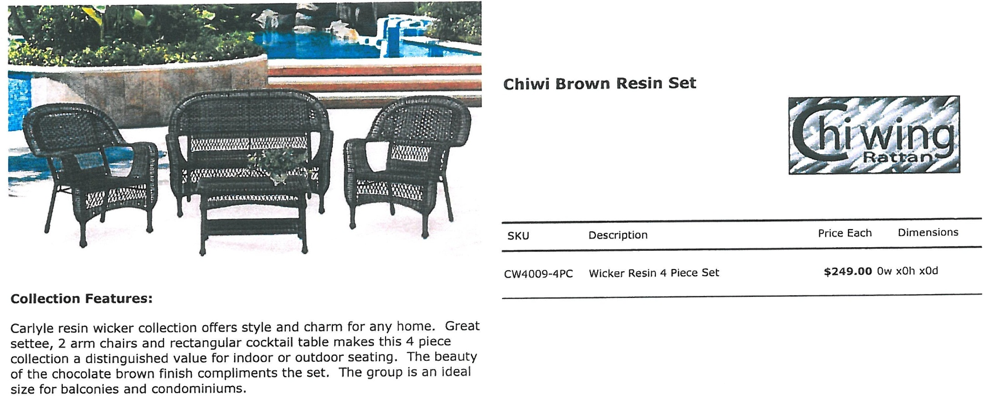 Chiwi Brown Resin Set
Chiwing
Rattan
SKU Description Price Each Dimensions
CW4009-4PC Wicker Resin 4 Piece Set $249.00 0w x0h x0d
Collection Features:
Carlyle resin wicker collection offers style and charm for any home. Great
settee, 2 arm chairs and rectangular cocktail table makes this 4 piece
collection a distinguished value for indoor or outdoor seating. The beauty
of the chocolate brown finish compliments the set. The group is an ideal
size for balconies and condominiums.